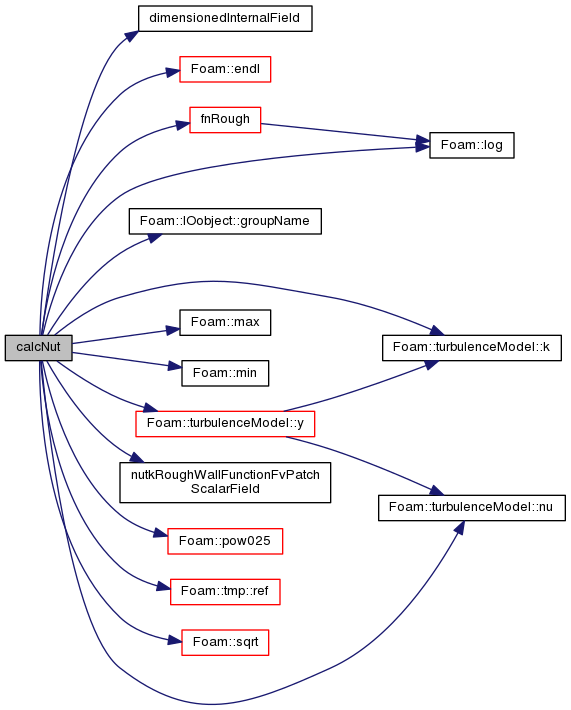 dimensionedInternalField
Foam::endl
fnRough
Foam::log
Foam::IOobject::groupName
Foam::max
calcNut
Foam::turbulenceModel::k
Foam::min
Foam::turbulenceModel::y
nutkRoughWallFunctionFvPatch
ScalarField
Foam::turbulenceModel::nu
Foam::pow025
Foam::tmp::ref
Foam::sqrt